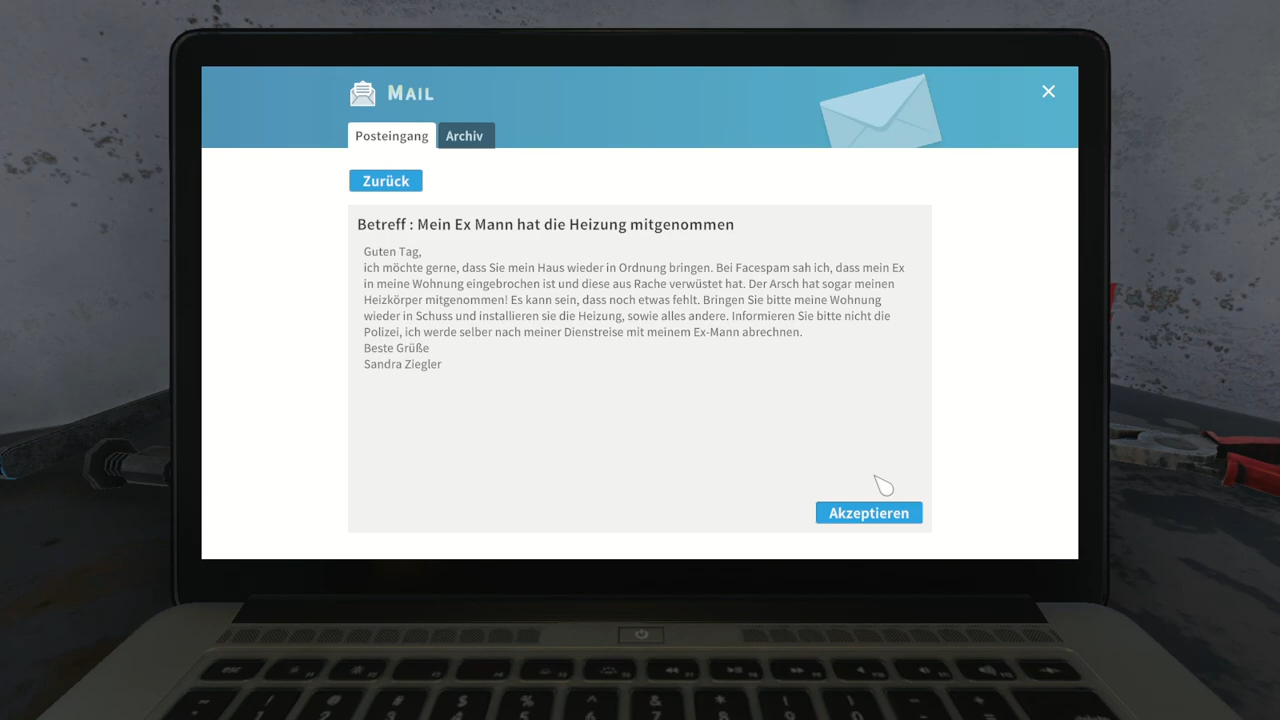 MAIL
Posteingang Archiv
Zurück
Betreff : Mein Ex Mann hat die Heizung mitgenommen
Guten Tag,
ich möchte gerne, dass Sie mein Haus wieder in Ordnung bringen. Bei Facespam sah ich, dass mein Ex
in meine Wohnung eingebrochen ist und diese aus Rache verwüstet hat. Der Arsch hat sogar meinen
Heizkörper mitgenommen! Es kann sein, dass noch etwas fehlt. Bringen Sie bitte meine Wohnung
wieder in Schuss und installieren sie die Heizung, sowie alles andere. Informieren Sie bitte nicht die
Polizei, ich werde selber nach meiner Dienstreise mit meinem Ex-Mann abrechnen.
Beste Grüße
Sandra Ziegler
Akzeptieren